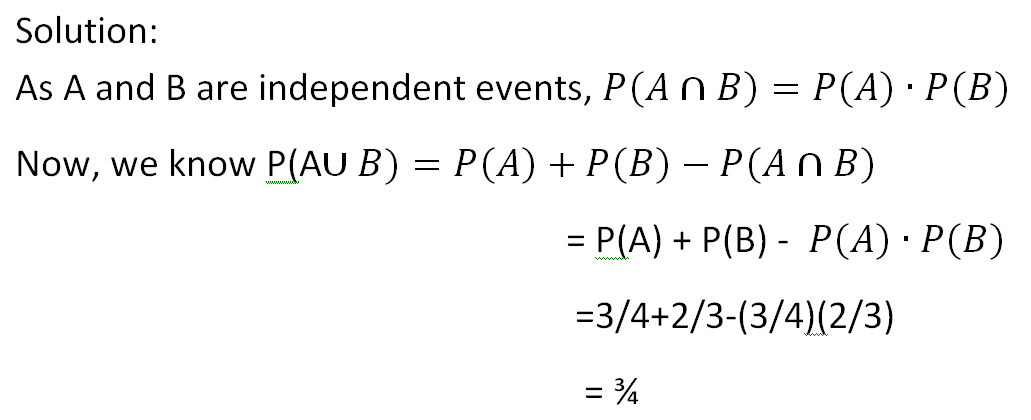 Solution:
As A and B are independent events, P(A ∩ B) = P(A) · P(B)
Now, we know P(A∪ B) = P(A) + P(B) − P(A ∩ B)
= P(A) + P(B) - P(A) · P(B)
=3/4+2/3-(3/4)(2/3)
= ¾